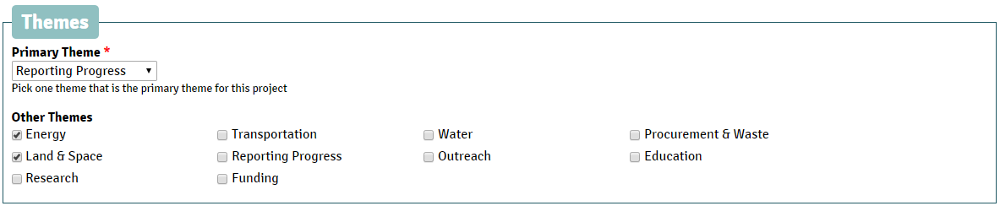 Themes
Primary Theme *
Reporting Progress
Pick one theme that is the primary theme for this project
Other Themes
Energy Transportation Water Procurement & Waste
Land & Space Reporting Progress Outreach Education
Research Funding